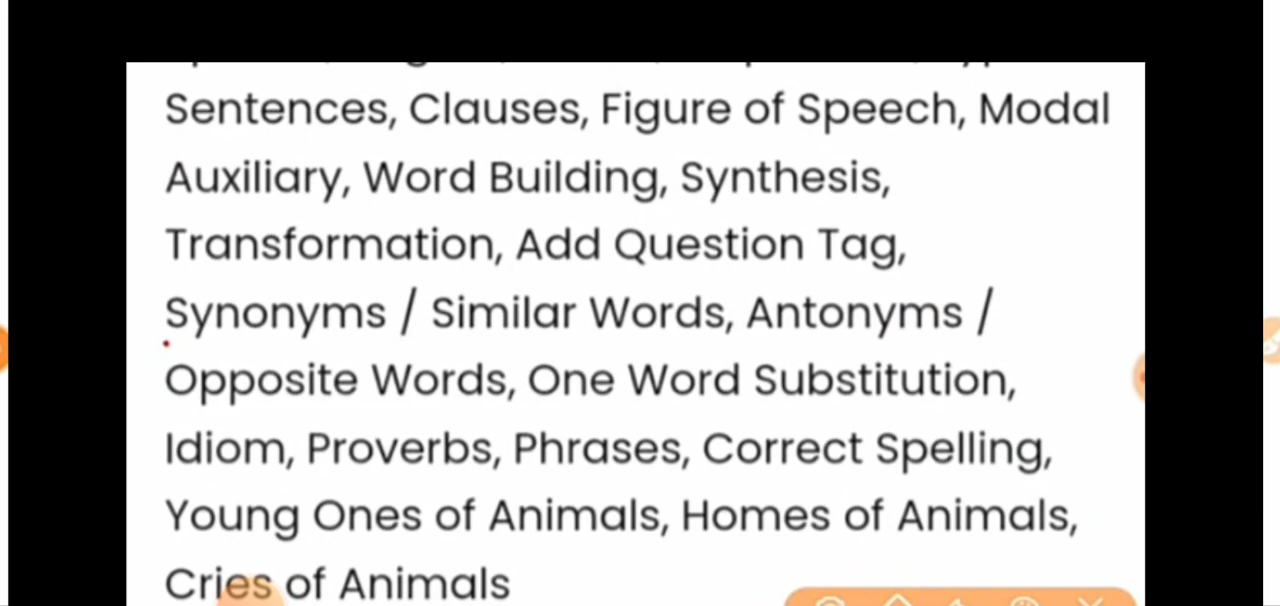 Sentences, Clauses, Figure of Speech, Modal
Auxiliary, Word Building, Synthesis,
Transformation, Add Question Tag,
Synonyms / Similar Words, Antonyms /
Opposite Words, One Word Substitution,
Idiom, Proverbs, Phrases, Correct Spelling,
Young Ones of Animals, Homes of Animals,
Cries of Animals